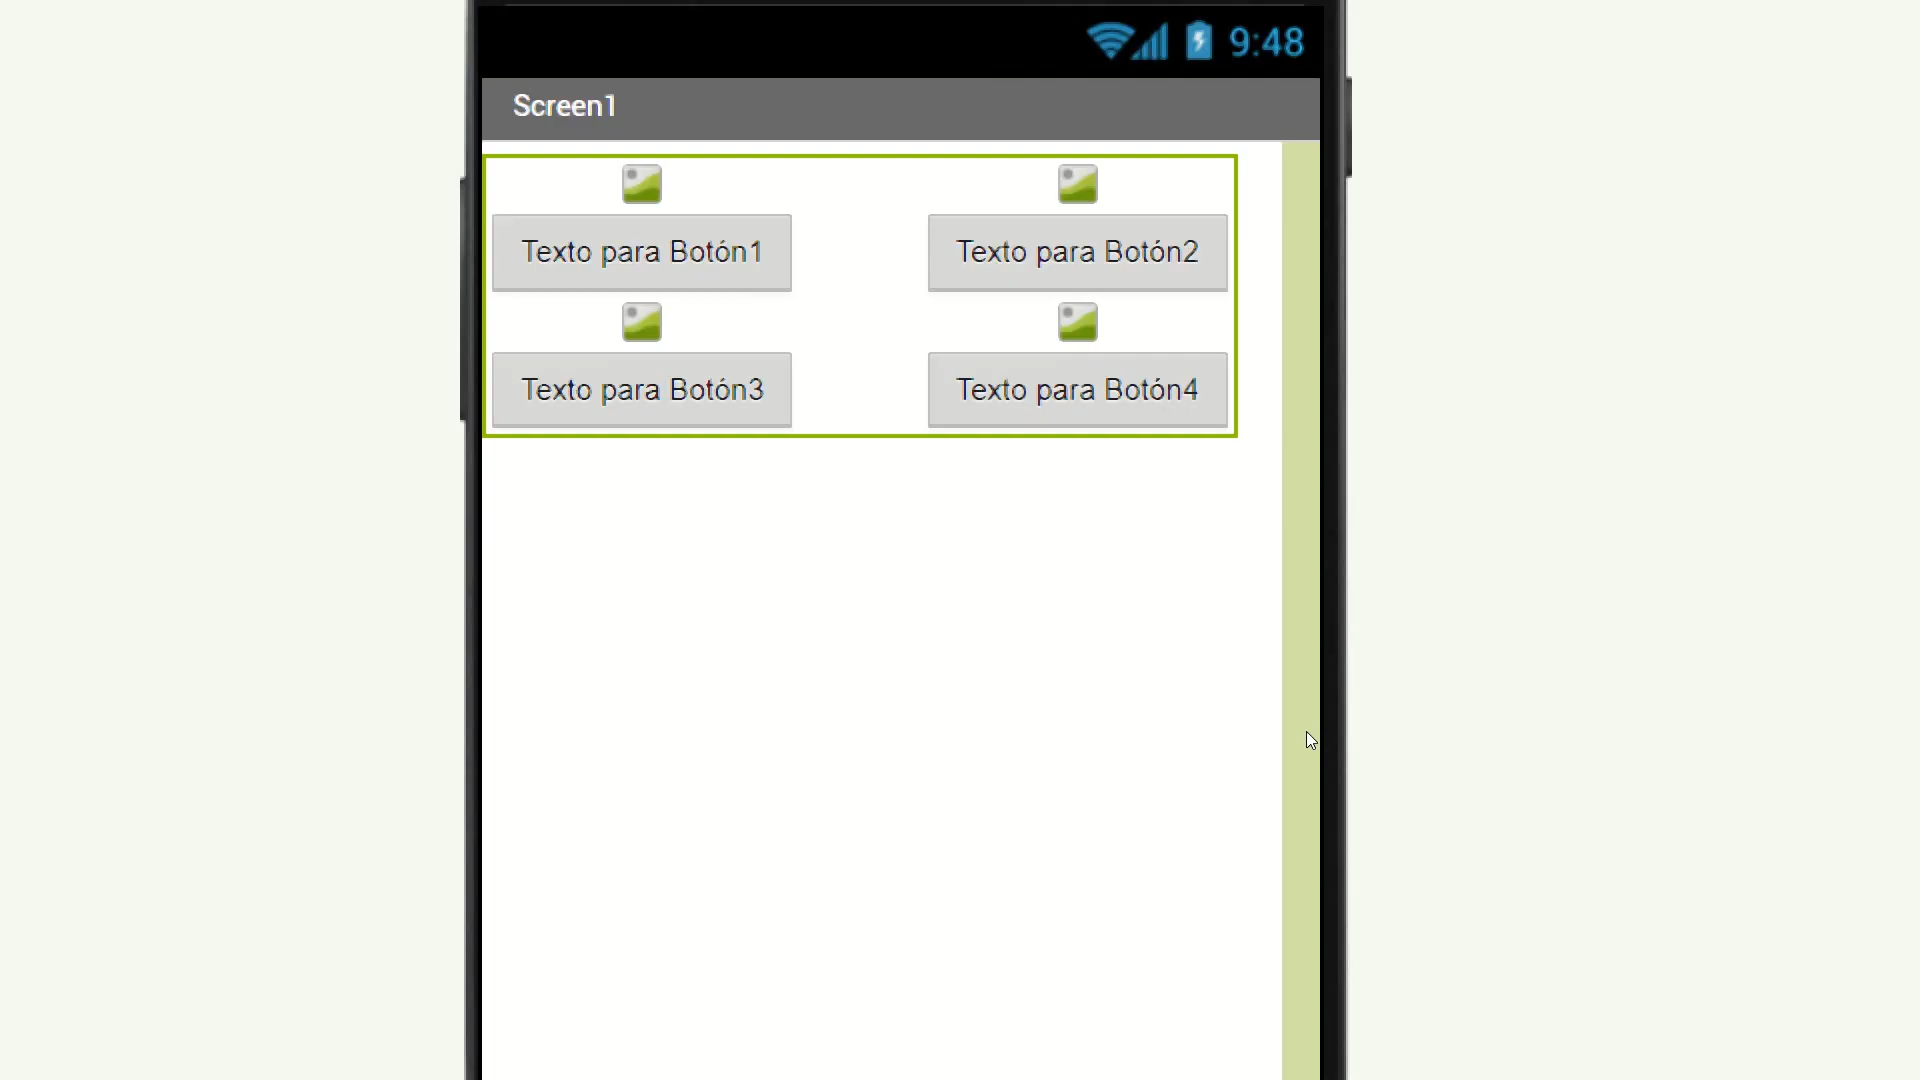 9:48
Screen1
Texto para Botón1
Texto para Botón2
Texto para Botón3
Texto para Botón4